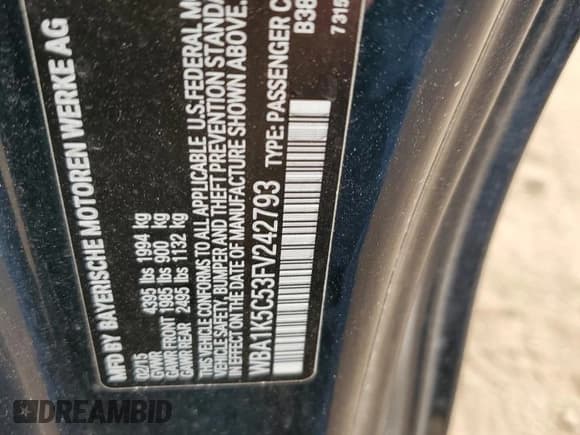 MFD BY BAYERISCHE MOTOREN WERKE AG
02/15
GVWR 4395 lbs 1994 kg
GAWR FRONT 1985 lbs 900 kg
GAWR REAR 2495 lbs 1132 kg
THIS VEHICLE CONFORMS TO ALL APPLICABLE U.S. FEDERAL M
VEHICLE SAFETY, BUMPER AND THEFT PREVENTION STANDA
IN EFFECT ON THE DATE OF MANUFACTURE SHOWN ABOVE.
WBA1K5C53FV242793 TYPE: PASSENGER C
B38
7 315
DREAMBID